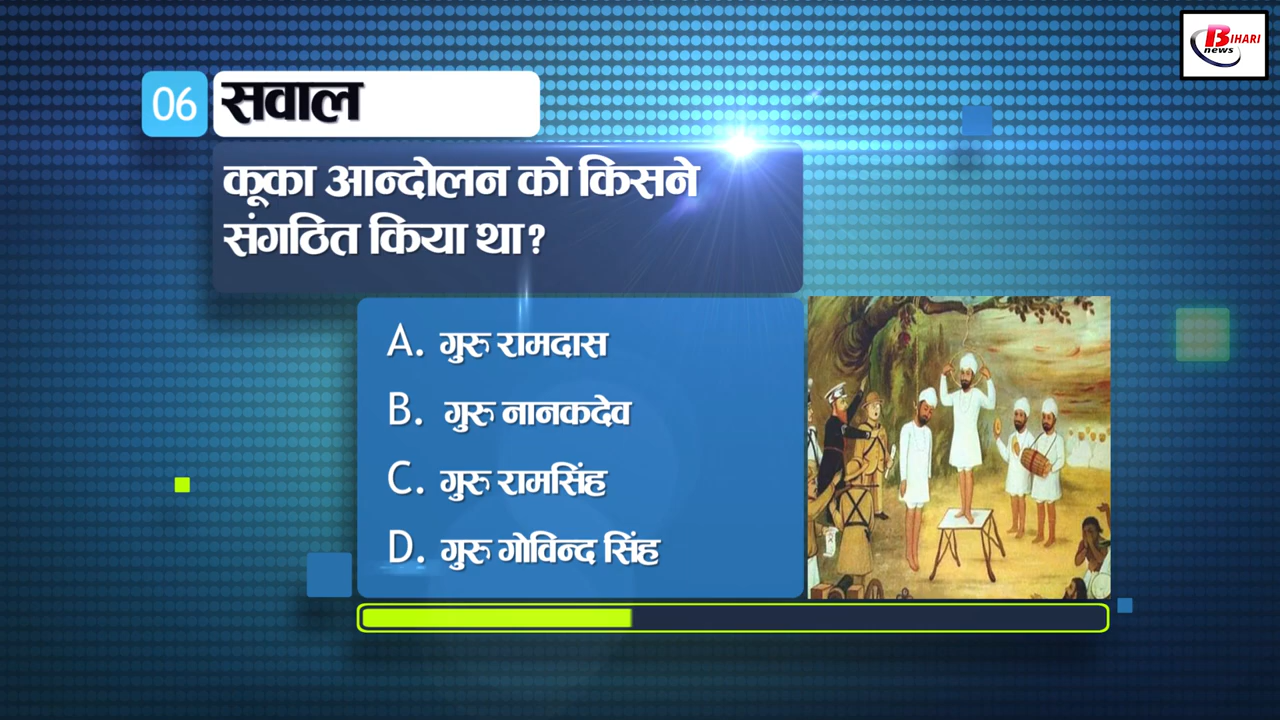 BIHARI
news
06 सवाल
कूका आन्दोलन को किसने
संगठित किया था?
A. गुरु रामदास
B. गुरु नानकदेव
C. गुरु रामसिंह
D. गुरु गोविन्द सिंह